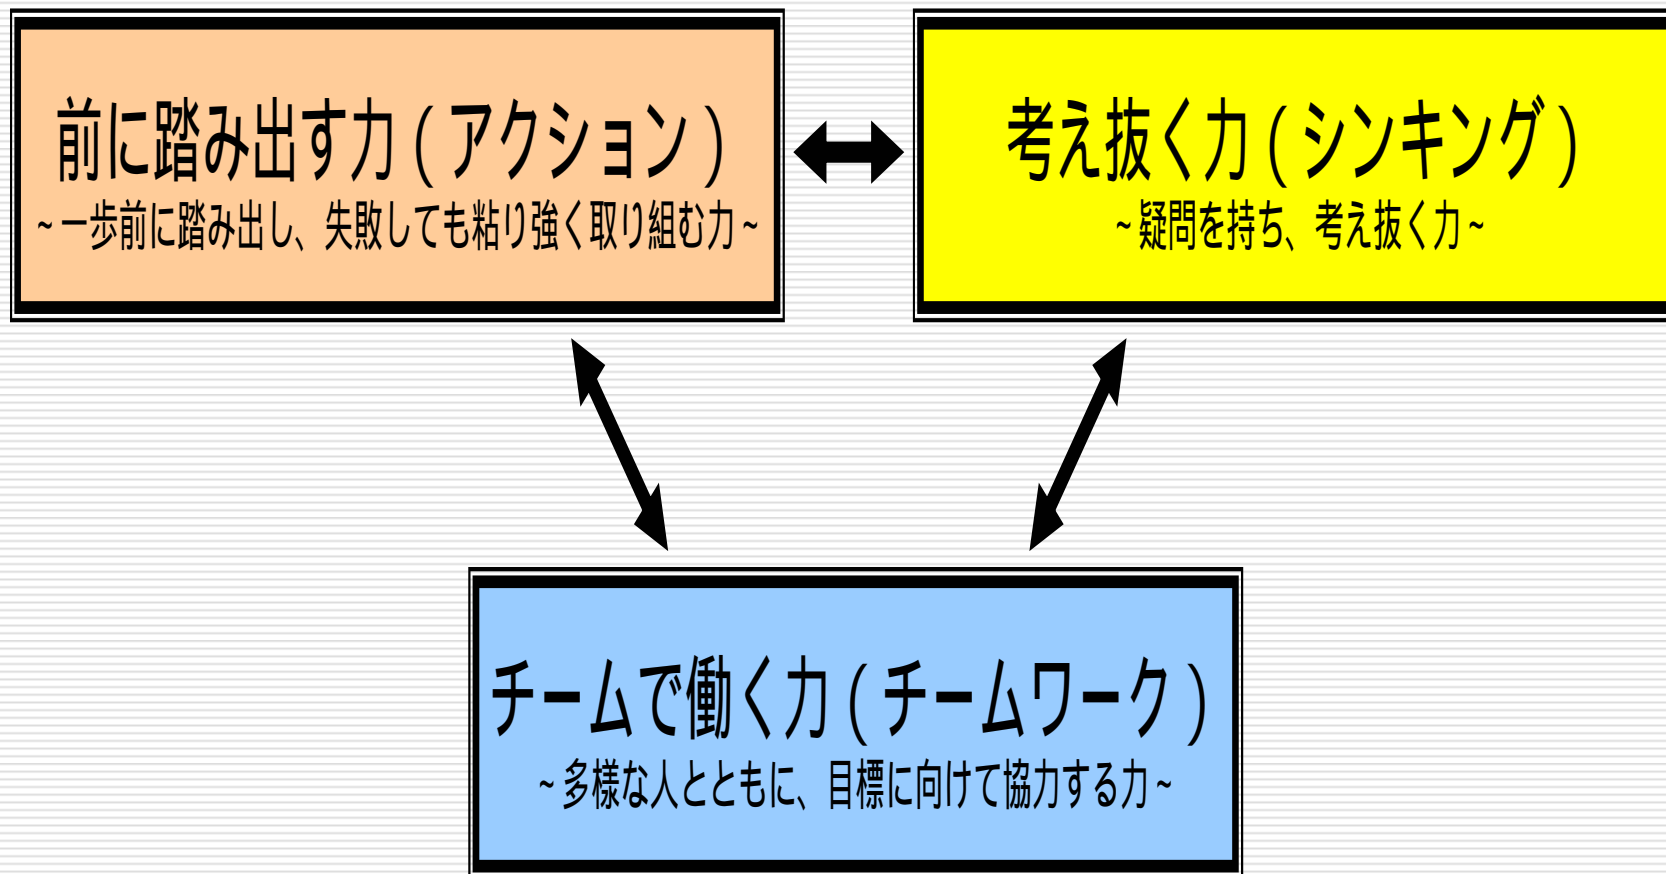 前に踏み出す力(アクション)
~一歩前に踏み出し、失敗しても粘り強く取り組む力~
考え抜く力(シンキング)
~疑問を持ち、考え抜く力~
チームで働く力(チームワーク)
~多様な人とともに、目標に向けて協力する力~